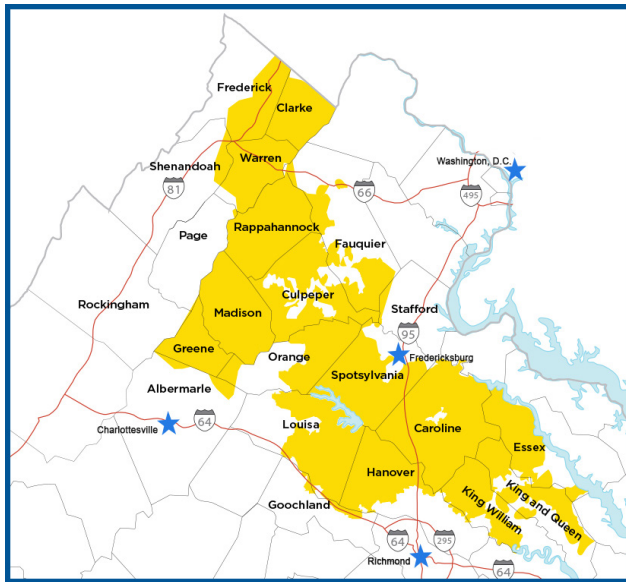 Frederick
Clarke
Shenandoah
Warren
Washington, D.C.
81
66
495
Rappahannock
Page
Fauquier
Culpeper
Rockingham
Madison
Stafford
95
Greene
Orange
Fredericksburg
Spotsylvania
Albermarle
64
Charlottesville
Louisa
Caroline
Essex
Hanover
Goochland
King William
King and Queen
64
295
Richmond
64